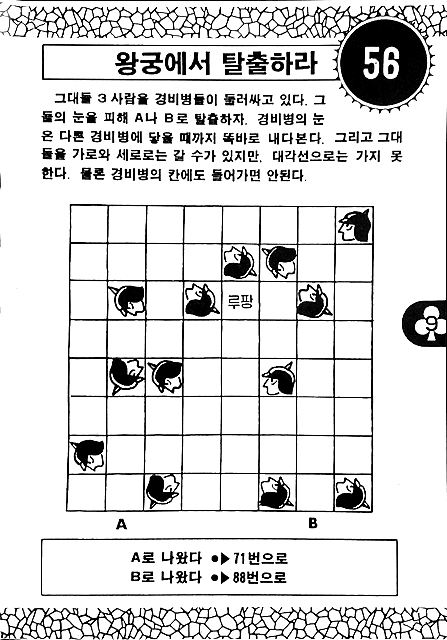 왕궁에서 탈출하라
56
그대들 3 사람을 경비병들이 둘러싸고 있다. 그
들의 눈을 피해 A나 B로 탈출하자. 경비병의 눈
은 다른 경비병에 닿을 때까지 똑바로 내다본다. 그리고 그대
들을 가로와 세로로는 갈 수가 있지만, 대각선으로는 가지 못
한다. 물론 경비병의 칸에도 들어가면 안된다.
루팡
9
A B
A로 나왔다 ●▶71번으로
B로 나왔다 ●▶88번으로